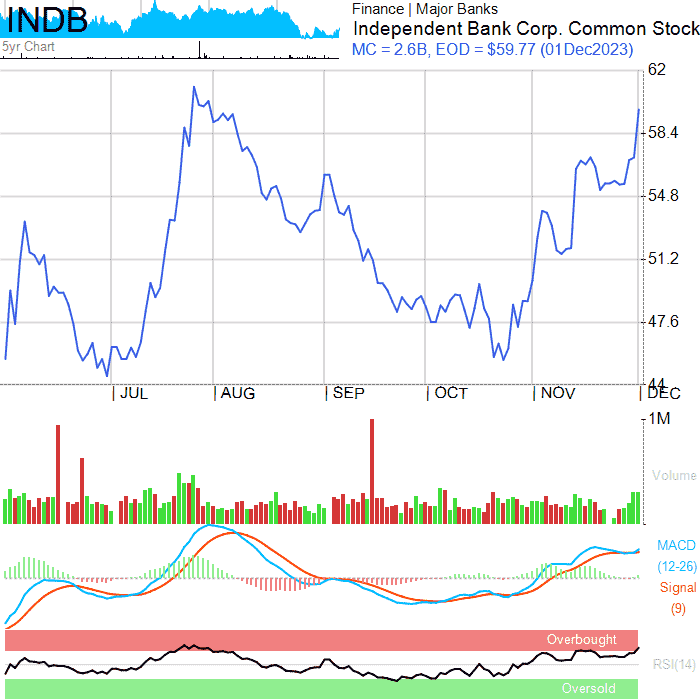 INDB
Finance | Major Banks
Independent Bank Corp. Common Stock
MC = 2.6B, EOD = $59.77 (01Dec2023)
5yr Chart
62
58.4
54.8
51.2
47.6
44
JUL AUG SEP OCT NOV DEC
1M
Volume
MACD
(12-26)
Signal
(9)
Overbought
RSI(14)
Oversold